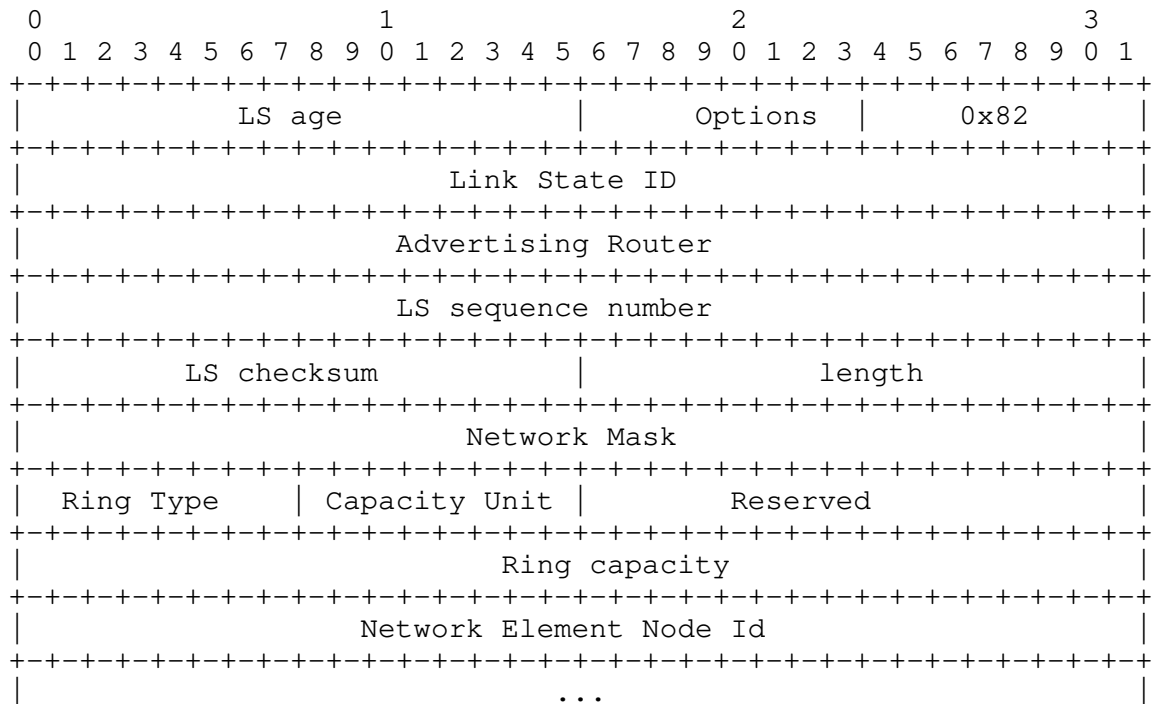 0                   1                   2                   3
 0 1 2 3 4 5 6 7 8 9 0 1 2 3 4 5 6 7 8 9 0 1 2 3 4 5 6 7 8 9 0 1
+-+-+-+-+-+-+-+-+-+-+-+-+-+-+-+-+-+-+-+-+-+-+-+-+-+-+-+-+-+-+-+-+
|            LS age             |      Options  |     0x82      |
+-+-+-+-+-+-+-+-+-+-+-+-+-+-+-+-+-+-+-+-+-+-+-+-+-+-+-+-+-+-+-+-+
|                        Link State ID                          |
+-+-+-+-+-+-+-+-+-+-+-+-+-+-+-+-+-+-+-+-+-+-+-+-+-+-+-+-+-+-+-+-+
|                     Advertising Router                        |
+-+-+-+-+-+-+-+-+-+-+-+-+-+-+-+-+-+-+-+-+-+-+-+-+-+-+-+-+-+-+-+-+
|                     LS sequence number                        |
+-+-+-+-+-+-+-+-+-+-+-+-+-+-+-+-+-+-+-+-+-+-+-+-+-+-+-+-+-+-+-+-+
|         LS checksum           |             length            |
+-+-+-+-+-+-+-+-+-+-+-+-+-+-+-+-+-+-+-+-+-+-+-+-+-+-+-+-+-+-+-+-+
|                         Network Mask                          |
+-+-+-+-+-+-+-+-+-+-+-+-+-+-+-+-+-+-+-+-+-+-+-+-+-+-+-+-+-+-+-+-+
|  Ring Type    | Capacity Unit |        Reserved               |
+-+-+-+-+-+-+-+-+-+-+-+-+-+-+-+-+-+-+-+-+-+-+-+-+-+-+-+-+-+-+-+-+
|                           Ring capacity                       |
+-+-+-+-+-+-+-+-+-+-+-+-+-+-+-+-+-+-+-+-+-+-+-+-+-+-+-+-+-+-+-+-+
|                   Network Element Node Id                     |
+-+-+-+-+-+-+-+-+-+-+-+-+-+-+-+-+-+-+-+-+-+-+-+-+-+-+-+-+-+-+-+-+
|                              ...                              |